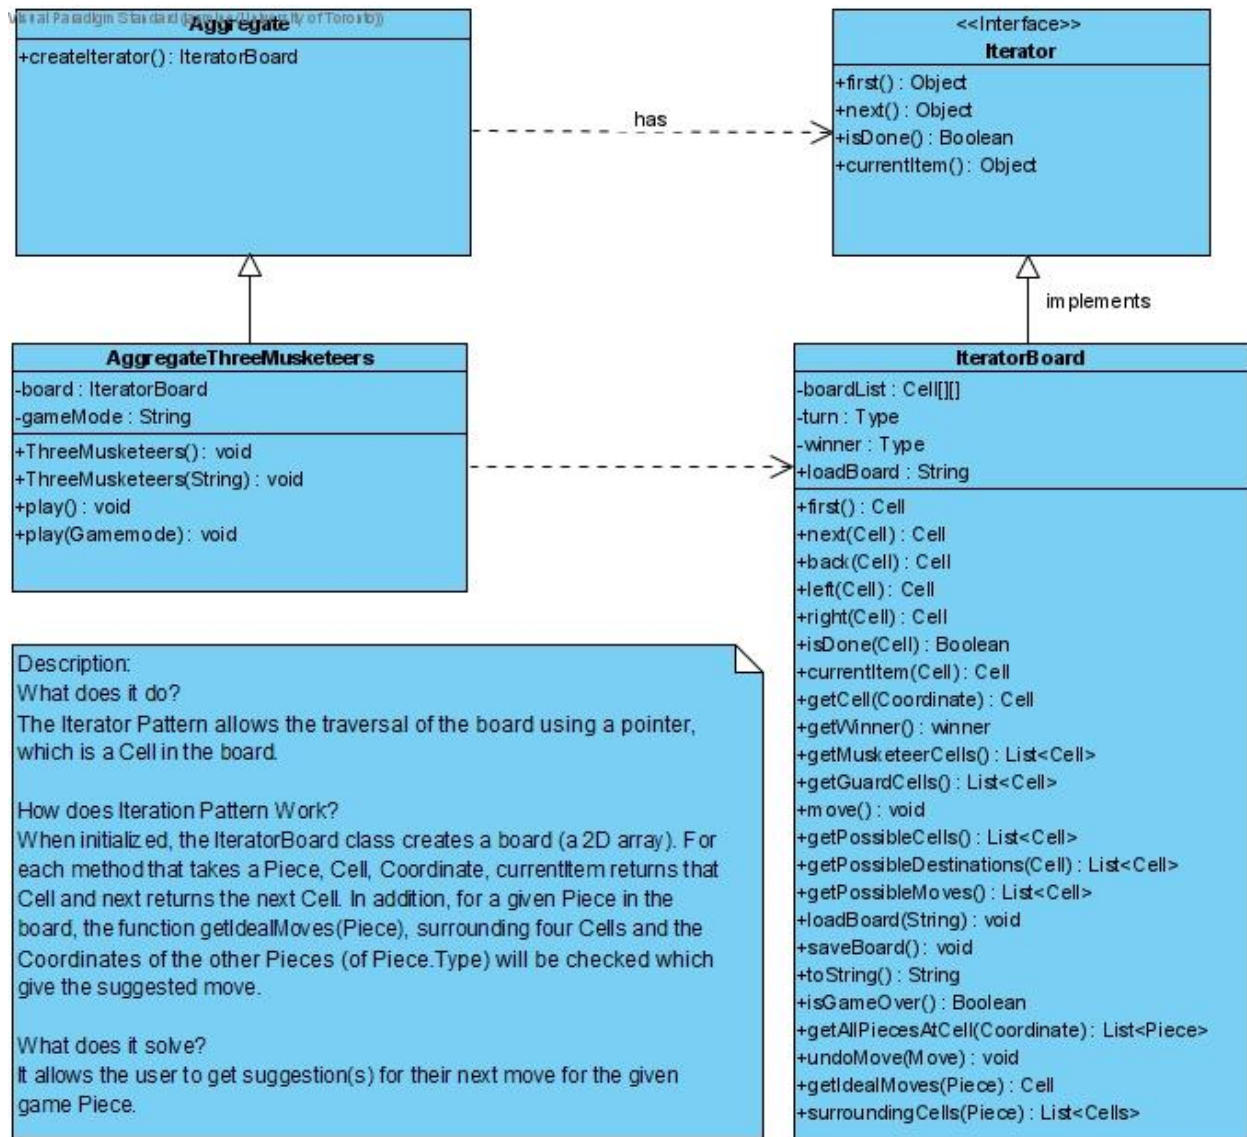 Visual Paradigm Standard (University of Toronto)
Aggregate
+createIterator() : IteratorBoard
<<Interface>>
Iterator
+first() : Object
+next() : Object
+isDone() : Boolean
+currentItem() : Object
has
implements
AggregateThreeMusketeers
-board : IteratorBoard
-gameMode : String
+ThreeMusketeers() : void
+ThreeMusketeers(String) : void
+play() : void
+play(Gamemode) : void
IteratorBoard
-boardList : Cell[][]
-turn : Type
-winner : Type
+loadBoard : String
+first() : Cell
+next(Cell) : Cell
+back(Cell) : Cell
+left(Cell) : Cell
+right(Cell) : Cell
+isDone(Cell) : Boolean
+currentItem(Cell) : Cell
+getCell(Coordinate) : Cell
+getWinner() : winner
+getMusketeerCells() : List<Cell>
+getGuardCells() : List<Cell>
+move() : void
+getPossibleCells() : List<Cell>
+getPossibleDestinations(Cell) : List<Cell>
+getPossibleMoves() : List<Cell>
+loadBoard(String) : void
+saveBoard() : void
+toString() : String
+isGameOver() : Boolean
+getAllPiecesAtCell(Coordinate) : List<Piece>
+undoMove(Move) : void
+getIdealMoves(Piece) : Cell
+surroundingCells(Piece) : List<Cells>
Description:
What does it do?
The Iterator Pattern allows the traversal of the board using a pointer,
which is a Cell in the board.
How does Iteration Pattern Work?
When initialized, the IteratorBoard class creates a board (a 2D array). For
each method that takes a Piece, Cell, Coordinate, currentItem returns that
Cell and next returns the next Cell. In addition, for a given Piece in the
board, the function getIdealMoves(Piece), surrounding four Cells and the
Coordinates of the other Pieces (of Piece.Type) will be checked which
give the suggested move.
What does it solve?
It allows the user to get suggestion(s) for their next move for the given
game Piece.